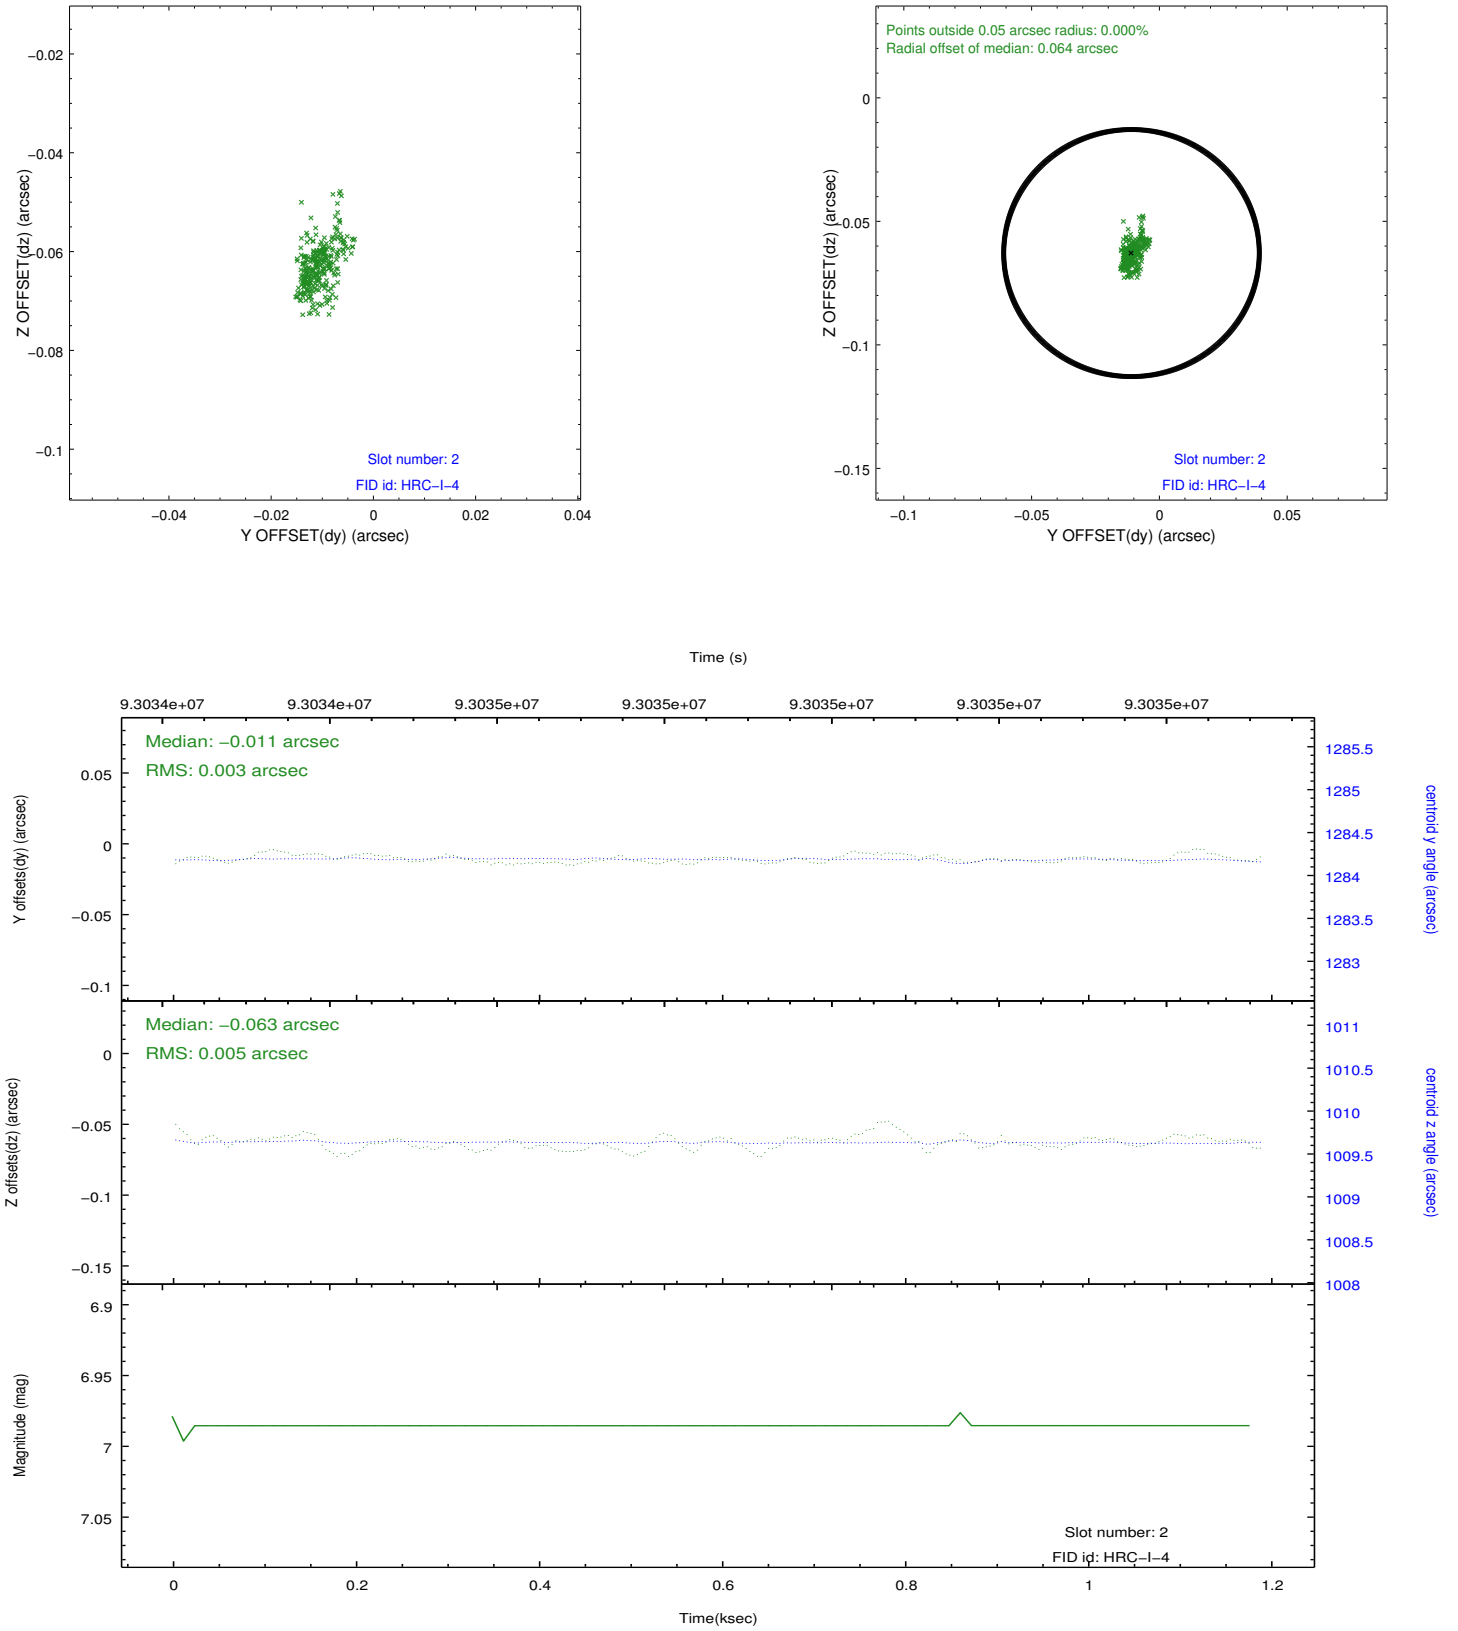 −0.02
−0.04
−0.06
−0.08
−0.1
Z OFFSET(dz) (arcsec)
Slot number: 2
FID id: HRC−I−4
−0.04 −0.02 0 0.02 0.04
Y OFFSET(dy) (arcsec)
Points outside 0.05 arcsec radius: 0.000%
Radial offset of median: 0.064 arcsec
0
−0.05
−0.1
−0.15
Z OFFSET(dz) (arcsec)
Slot number: 2
FID id: HRC−I−4
−0.1 −0.05 0 0.05
Y OFFSET(dy) (arcsec)
Time (s)
9.3034e+07 9.3034e+07 9.3035e+07 9.3035e+07 9.3035e+07 9.3035e+07 9.3035e+07
Median: −0.011 arcsec
RMS: 0.003 arcsec
0.05
0
−0.05
−0.1
Y offsets(dy) (arcsec)
1285.5
1285
1284.5
1284
1283.5
1283
centroid y angle (arcsec)
Median: −0.063 arcsec
RMS: 0.005 arcsec
0
−0.05
−0.1
−0.15
Z offsets(dz) (arcsec)
1011
1010.5
1010
1009.5
1009
1008.5
1008
centroid z angle (arcsec)
6.9
6.95
7
7.05
Magnitude (mag)
Slot number: 2
FID id: HRC−I−4
0 0.2 0.4 0.6 0.8 1 1.2
Time(ksec)